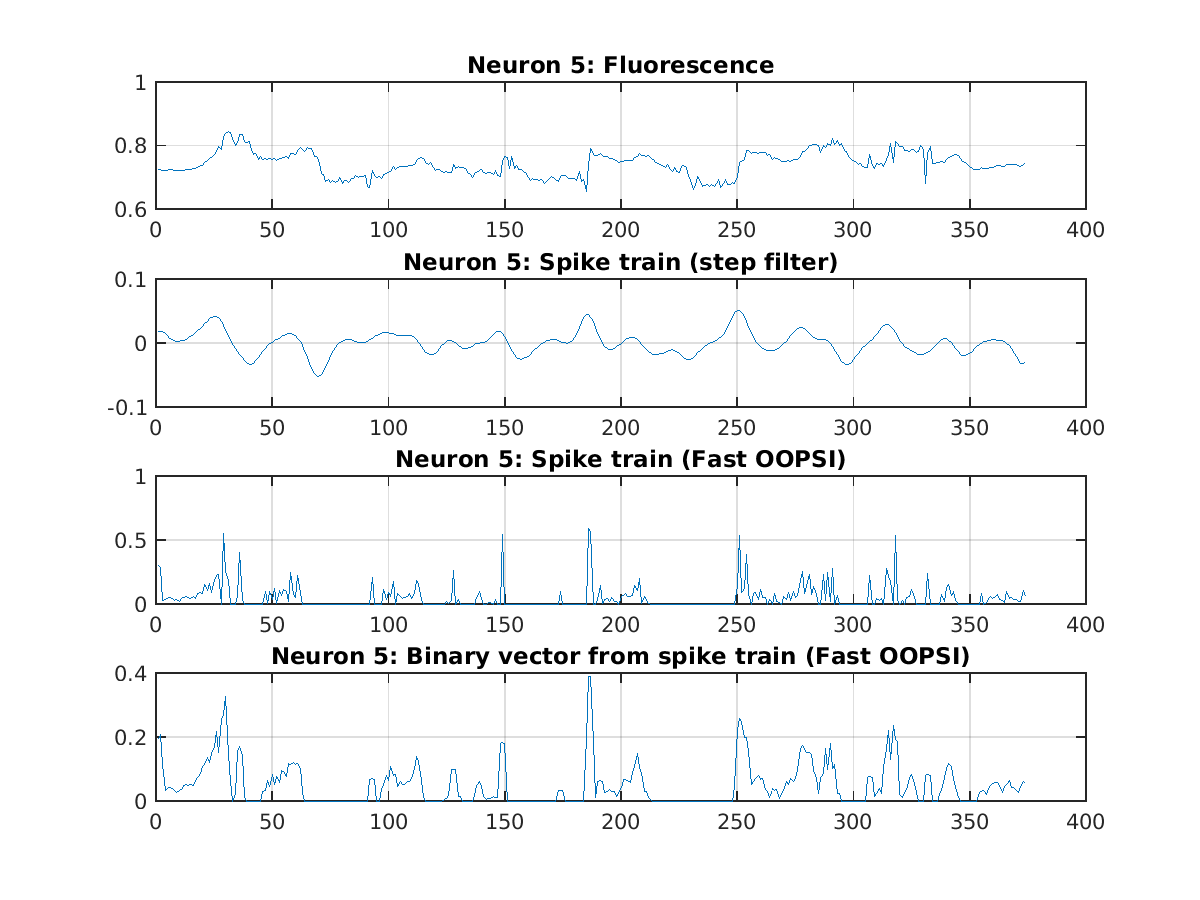 Neuron 5: Fluorescence
1
0.8
0.6
0 50 100 150 200 250 300 350 400
Neuron 5: Spike train (step filter)
0.1
0
-0.1
0 50 100 150 200 250 300 350 400
Neuron 5: Spike train (Fast OOPSI)
1
0.5
0
0 50 100 150 200 250 300 350 400
Neuron 5: Binary vector from spike train (Fast OOPSI)
0.4
0.2
0
0 50 100 150 200 250 300 350 400